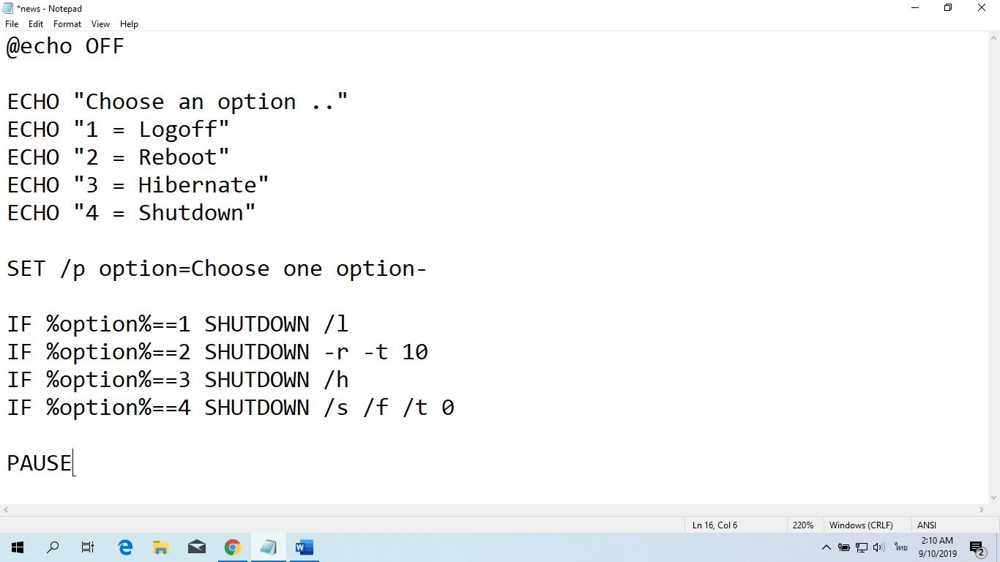 *news - Notepad
File Edit Format View Help
@echo OFF
ECHO "Choose an option .."
ECHO "1 = Logoff"
ECHO "2 = Reboot"
ECHO "3 = Hibernate"
ECHO "4 = Shutdown"
SET /p option=Choose one option-
IF %option%==1 SHUTDOWN /l
IF %option%==2 SHUTDOWN -r -t 10
IF %option%==3 SHUTDOWN /h
IF %option%==4 SHUTDOWN /s /f /t 0
PAUSE
Ln 16, Col 6 220% Windows (CRLF) ANSI
ไทย 2:10 AM
9/10/2019 2